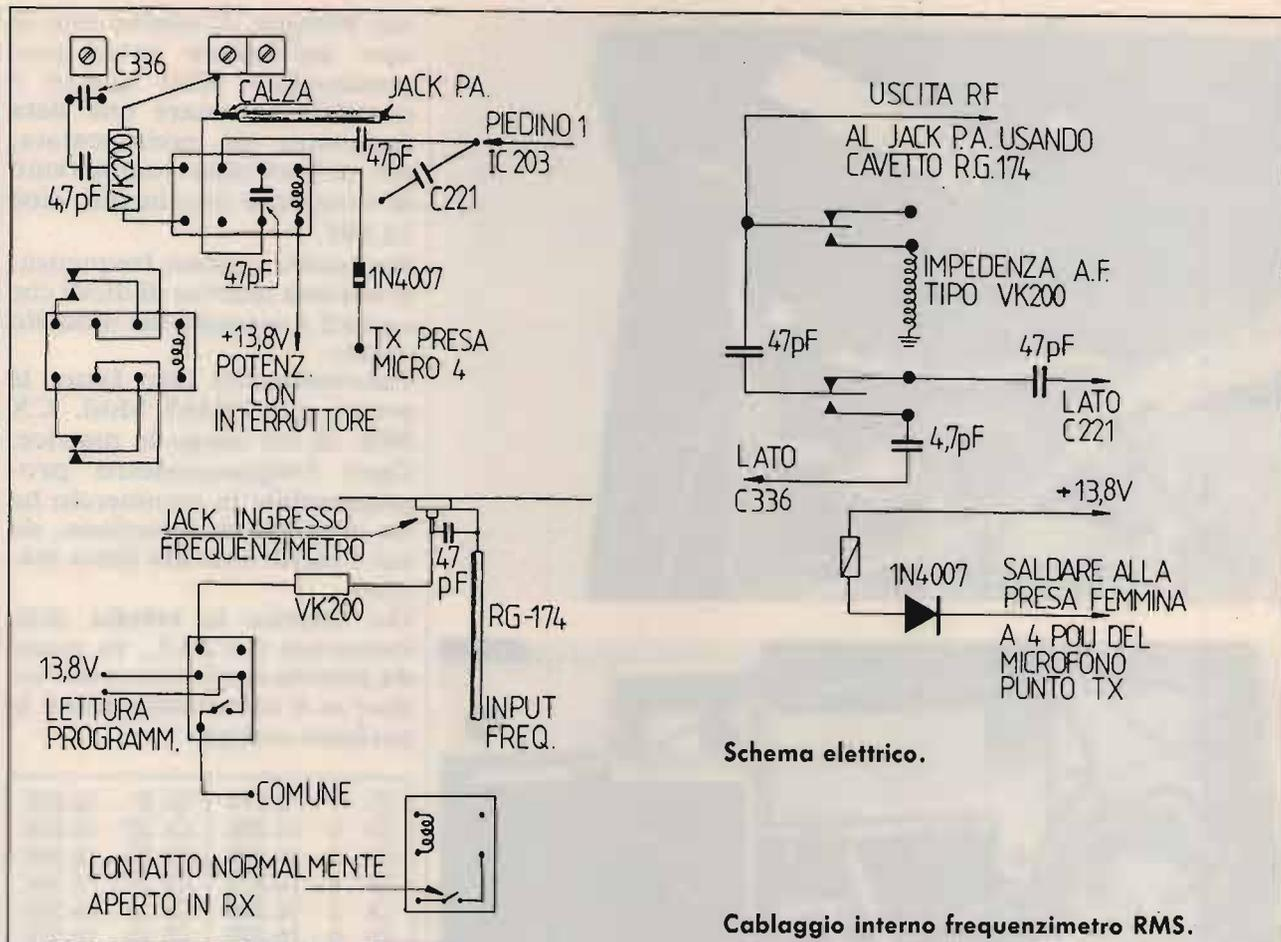 C336
CALZA
JACK P.A.
PIEDINO 1
IC 203
47pF
C221
VK200
4,7pF
47pF
1N4007
+13,8V
POTENZ.
CON
INTERRUTTORE
TX PRESA
MICRO 4
JACK INGRESSO
FREQUENZIMETRO
47
pF
VK200
RG-174
13,8V
LETTURA
PROGRAMM.
INPUT
FREQ.
COMUNE
CONTATTO NORMALMENTE
APERTO IN RX
USCITA RF
AL JACK P.A. USANDO
CAVETTO R.G.174
IMPEDENZA A.F.
TIPO VK200
47pF
47pF
LATO
C221
4,7pF
LATO
C336
+13,8V
1N4007
SALDARE ALLA
PRESA FEMMINA
A 4 POLI DEL
MICROFONO
PUNTO TX
Schema elettrico.
Cablaggio interno frequenzimetro RMS.